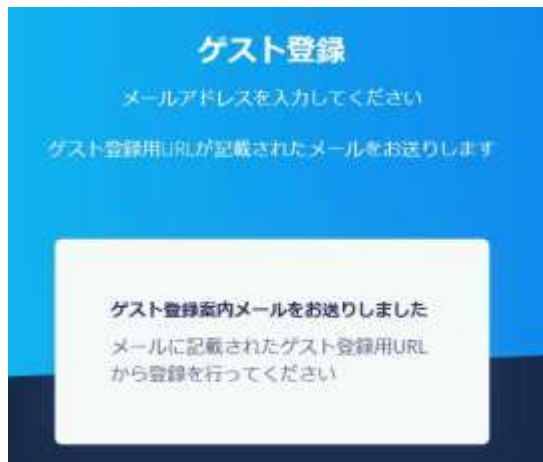 ゲスト登録
メールアドレスを入力してください
ゲスト登録用URLが記載されたメールをお送りします
ゲスト登録案内メールをお送りしました
メールに記載されたゲスト登録用URL
から登録を行ってください